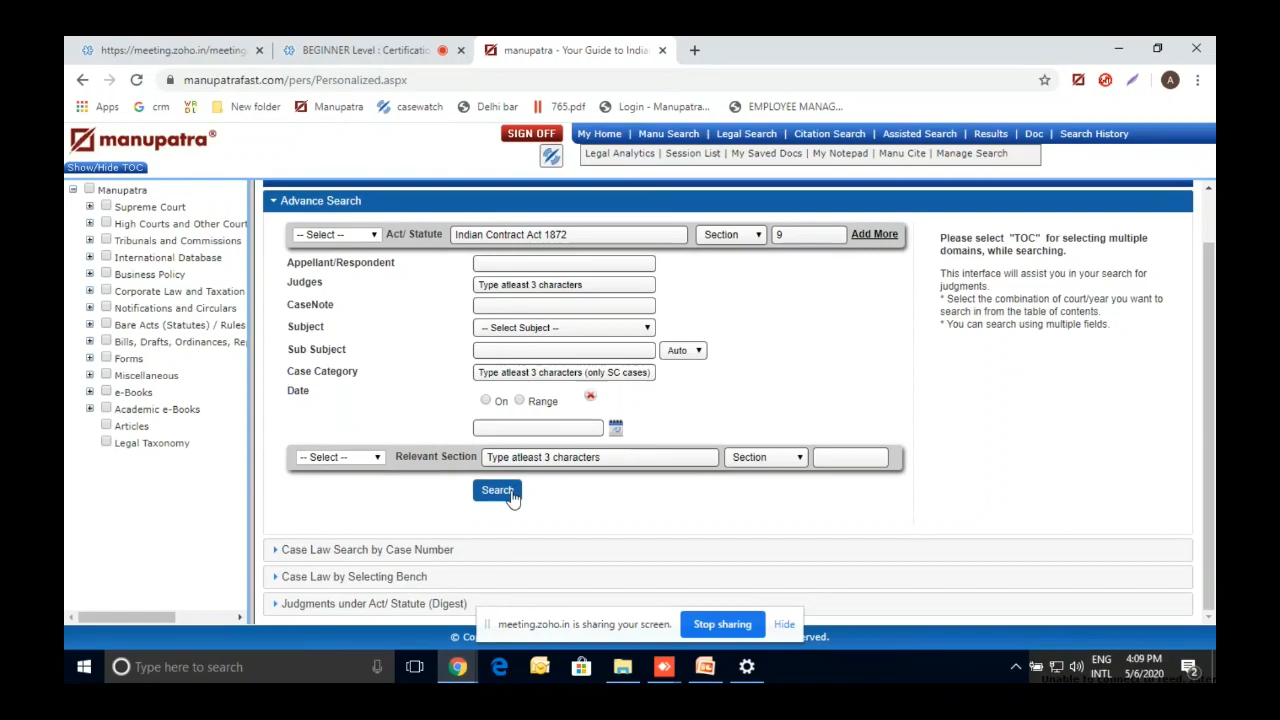 https://meeting.zoho.in/meeting.
BEGINNER Level : Certificatio
manupatra - Your Guide to India
manupatrafast.com/pers/Personalized.aspx
A
Apps
crm
New folder
Manupatra
casewatch
Delhi bar
765.pdf
Login - Manupatra...
EMPLOYEE MANAG...
manupatra®
SIGN OFF
My Home | Manu Search | Legal Search | Citation Search | Assisted Search | Results | Doc | Search History
Legal Analytics | Session List | My Saved Docs | My Notepad | Manu Cite | Manage Search
Show/Hide TOC
Manupatra
Supreme Court
High Courts and Other Court
Tribunals and Commissions
International Database
Business Policy
Corporate Law and Taxation
Notifications and Circulars
Bare Acts (Statutes) / Rules
Bills, Drafts, Ordinances, Re
Forms
Miscellaneous
e-Books
Academic e-Books
Articles
Legal Taxonomy
Advance Search
-- Select -- Act/ Statute Indian Contract Act 1872 Section 9 Add More
Appellant/Respondent
Judges Type atleast 3 characters
CaseNote
Subject -- Select Subject --
Sub Subject Auto
Case Category Type atleast 3 characters (only SC cases)
Date
On Range
-- Select -- Relevant Section Type atleast 3 characters Section
Search
Please select "TOC" for selecting multiple
domains, while searching.
This interface will assist you in your search for
judgments.
* Select the combination of court/year you want to
search in from the table of contents.
* You can search using multiple fields.
Case Law Search by Case Number
Case Law by Selecting Bench
Judgments under Act/ Statute (Digest)
meeting.zoho.in is sharing your screen. Stop sharing Hide
© Co
rved.
Type here to search
ENG
INTL
4:09 PM
5/6/2020
2